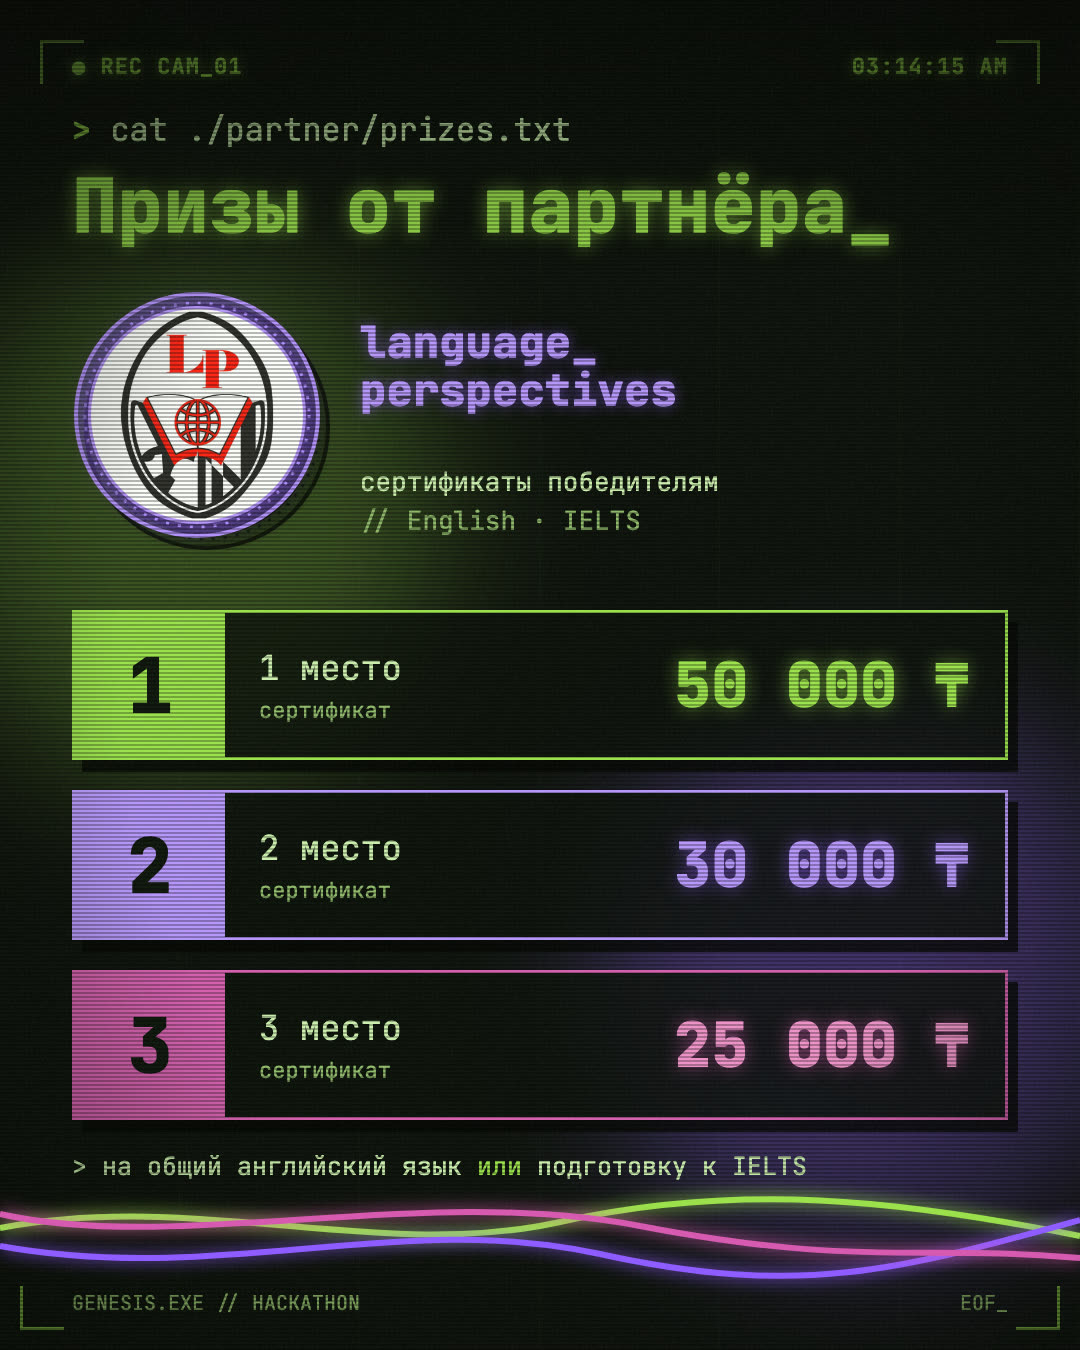 ● REC CAM_01
03:14:15 AM
> cat ./partner/prizes.txt
Призы от партнёра_
LP
language_
perspectives
сертификаты победителям
// English · IELTS
1
1 место
сертификат
50 000 ₸
2
2 место
сертификат
30 000 ₸
3
3 место
сертификат
25 000 ₸
> на общий английский язык или подготовку к IELTS
GENESIS.EXE // HACKATHON
EOF_